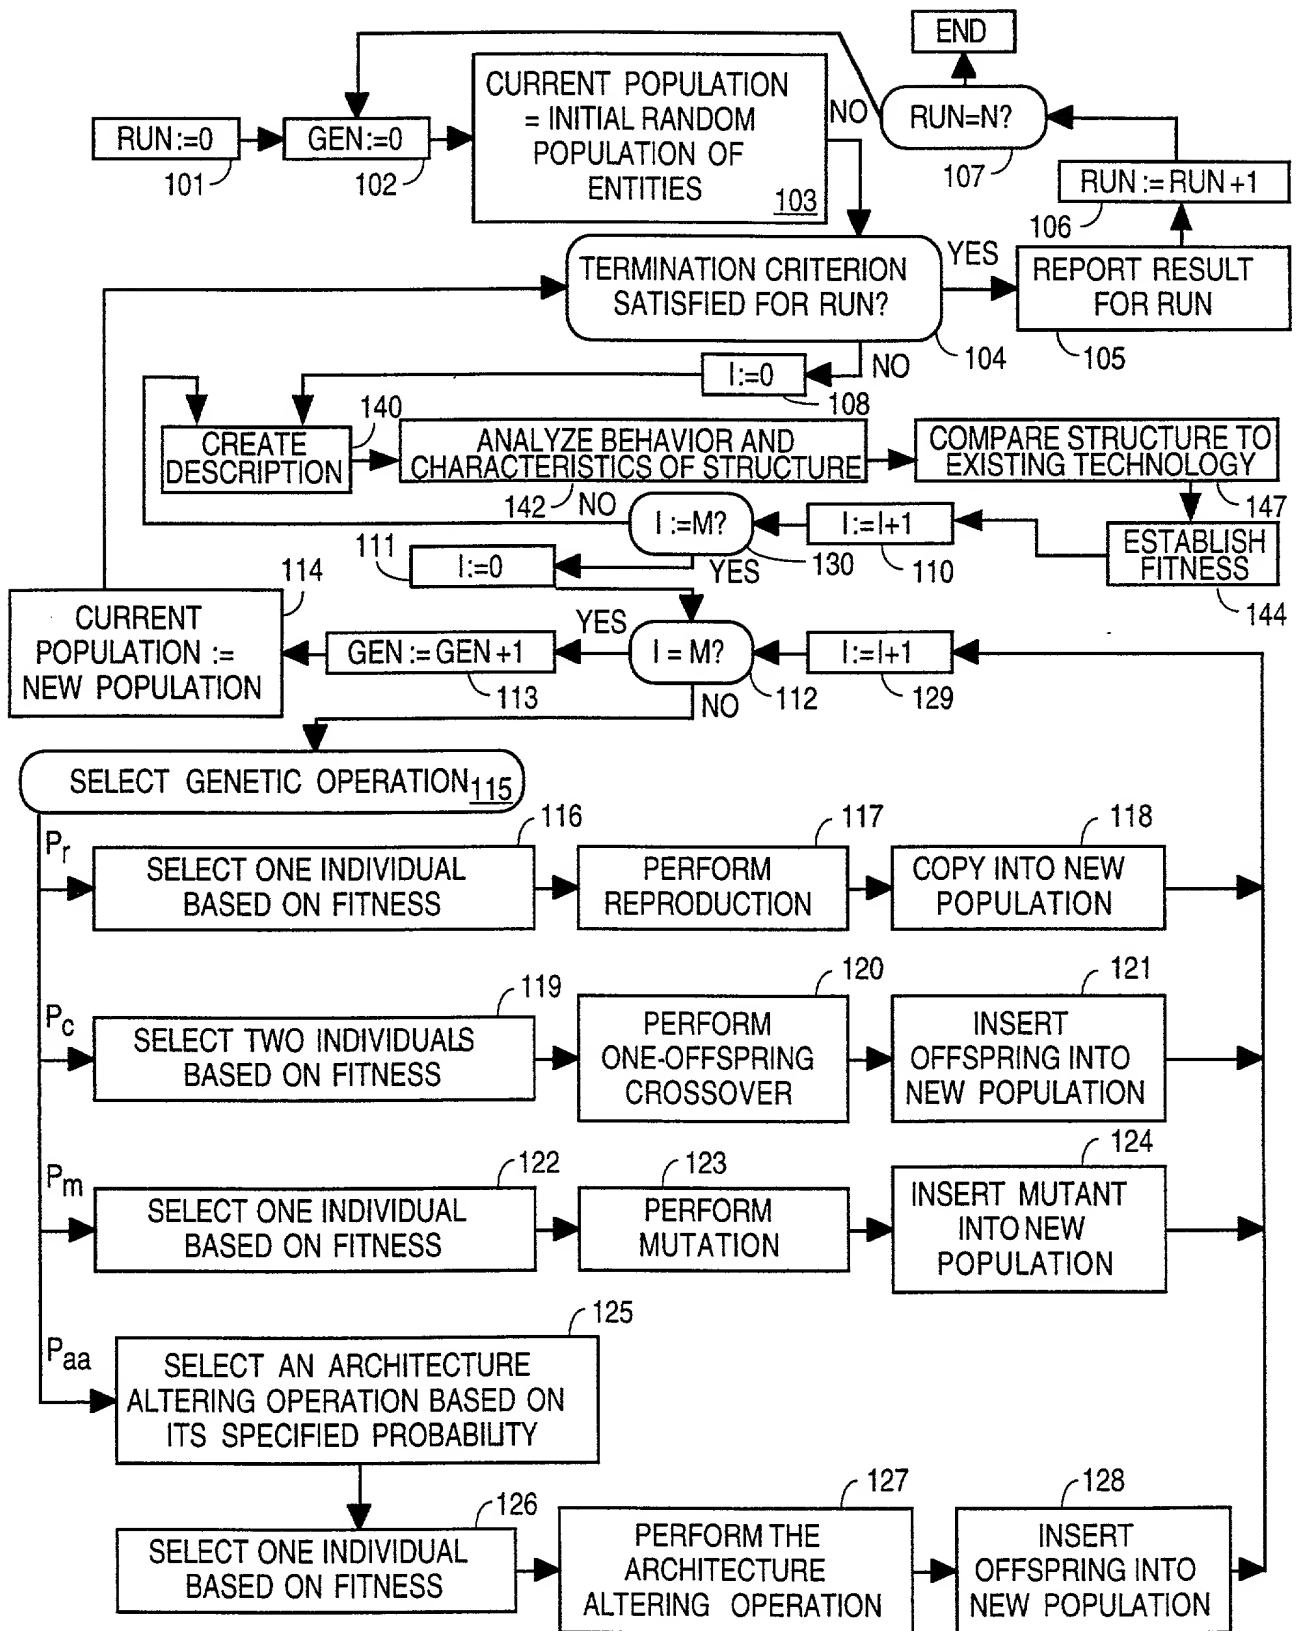 END
CURRENT POPULATION
= INITIAL RANDOM
POPULATION OF
ENTITIES
103
NO
RUN=N?
107
RUN:=0
101
GEN:=0
102
RUN:=RUN+1
106
TERMINATION CRITERION
SATISFIED FOR RUN?
104
YES
REPORT RESULT
FOR RUN
105
NO
I:=0
108
CREATE
DESCRIPTION
140
ANALYZE BEHAVIOR AND
CHARACTERISTICS OF STRUCTURE
142
COMPARE STRUCTURE TO
EXISTING TECHNOLOGY
147
NO
I:=M?
130
YES
I:=I+1
110
ESTABLISH
FITNESS
144
111
I:=0
114
CURRENT
POPULATION :=
NEW POPULATION
GEN:=GEN+1
113
YES
I=M?
112
NO
I:=I+1
129
SELECT GENETIC OPERATION
115
Pr
116
SELECT ONE INDIVIDUAL
BASED ON FITNESS
117
PERFORM
REPRODUCTION
118
COPY INTO NEW
POPULATION
Pc
119
SELECT TWO INDIVIDUALS
BASED ON FITNESS
120
PERFORM
ONE-OFFSPRING
CROSSOVER
121
INSERT
OFFSPRING INTO
NEW POPULATION
Pm
122
SELECT ONE INDIVIDUAL
BASED ON FITNESS
123
PERFORM
MUTATION
124
INSERT MUTANT
INTO NEW
POPULATION
Paa
125
SELECT AN ARCHITECTURE
ALTERING OPERATION BASED ON
ITS SPECIFIED PROBABILITY
126
SELECT ONE INDIVIDUAL
BASED ON FITNESS
127
PERFORM THE
ARCHITECTURE
ALTERING OPERATION
128
INSERT
OFFSPRING INTO
NEW POPULATION